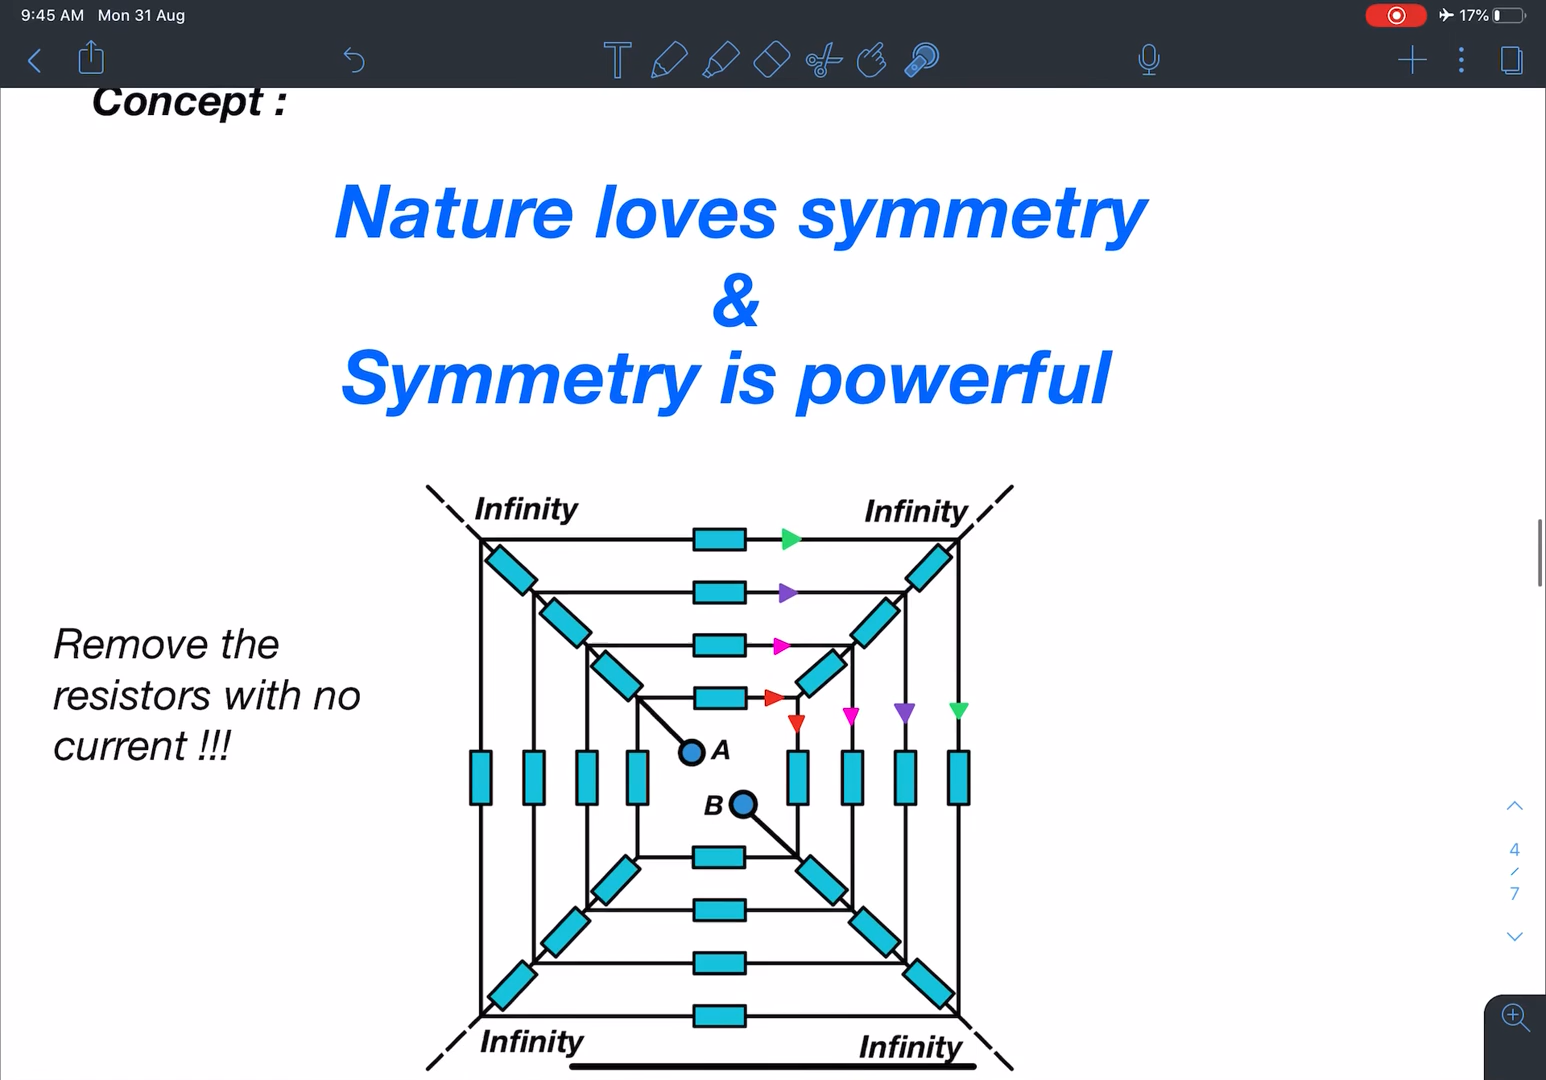 9:45 AM Mon 31 Aug
17%
Concept :
Nature loves symmetry
&
Symmetry is powerful
Infinity
Infinity
Remove the
resistors with no
current !!!
A
B
4
/
7
Infinity
Infinity